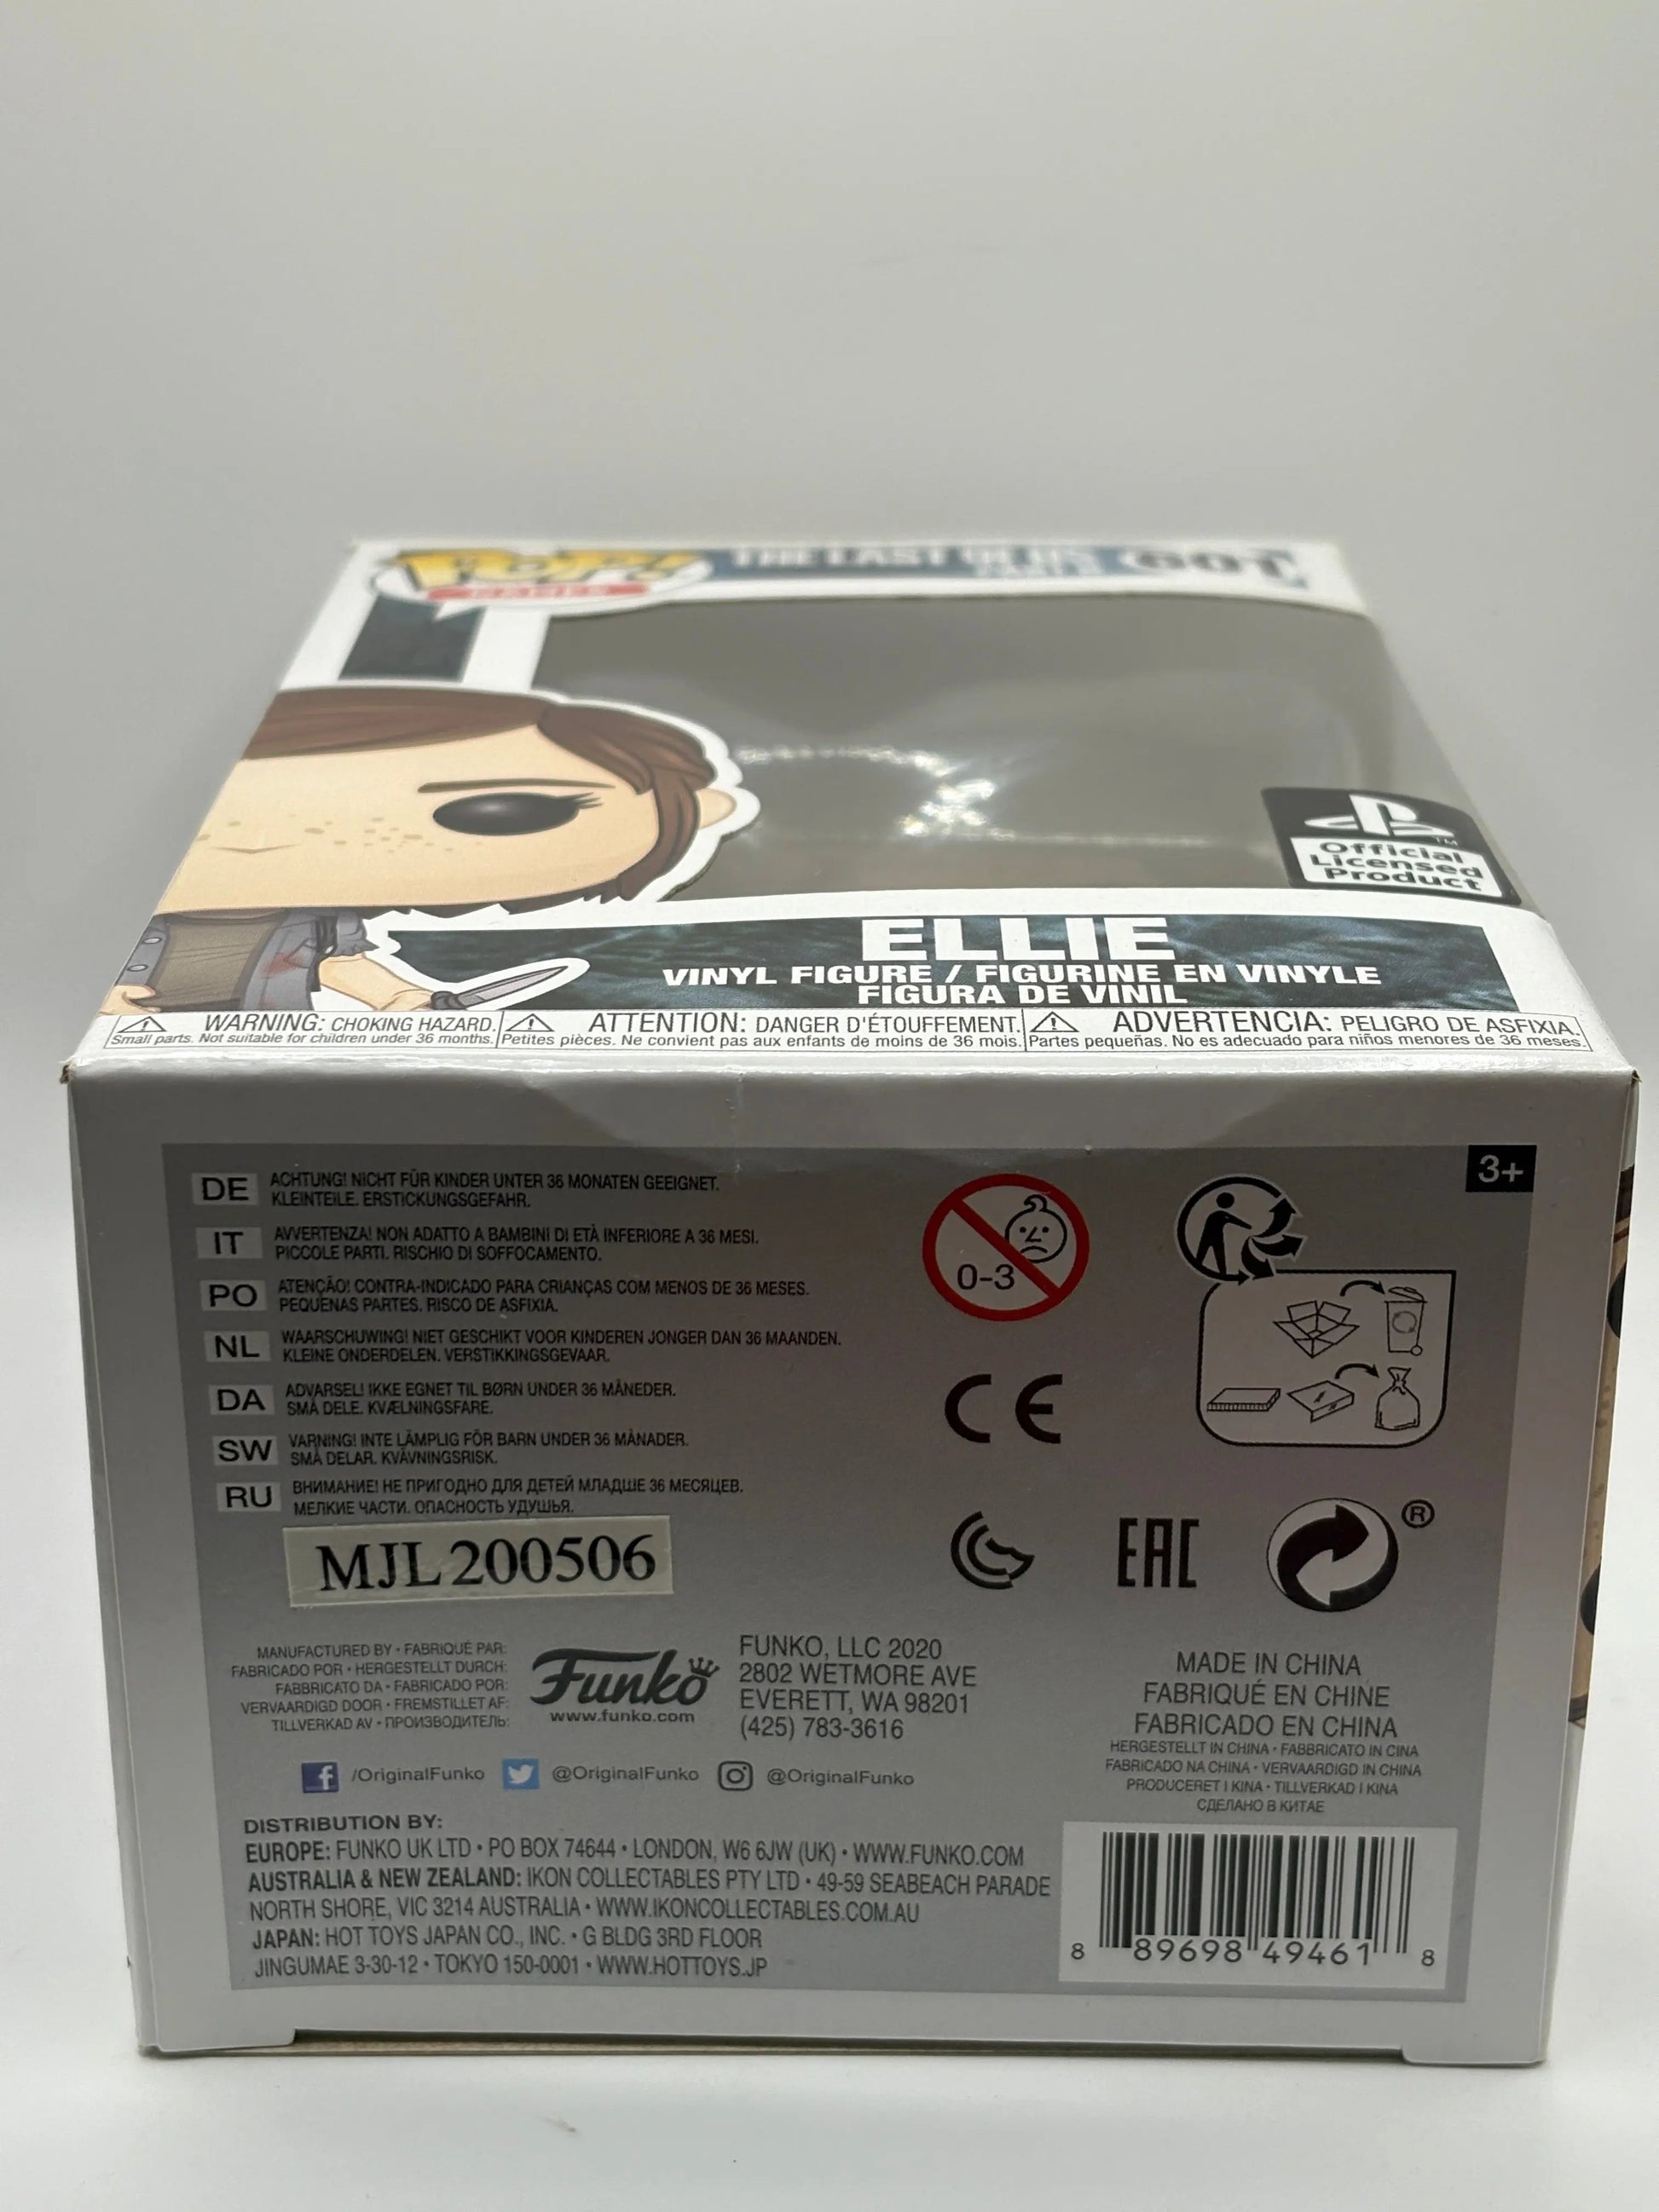 POP!
GAMES
THE LAST OF US
PART II
601
PlayStation
TM
Official
Licensed
Product
ELLIE
VINYL FIGURE / FIGURINE EN VINYLE
FIGURA DE VINIL
WARNING: CHOKING HAZARD.
Small parts. Not suitable for children under 36 months.
ATTENTION: DANGER D'ÉTOUFFEMENT.
Petites pièces. Ne convient pas aux enfants de moins de 36 mois.
ADVERTENCIA: PELIGRO DE ASFIXIA.
Partes pequeñas. No es adecuado para niños menores de 36 meses.
3+
DE ACHTUNG! NICHT FÜR KINDER UNTER 36 MONATEN GEEIGNET.
KLEINTEILE. ERSTICKUNGSGEFAHR.
IT AVVERTENZA! NON ADATTO A BAMBINI DI ETÀ INFERIORE A 36 MESI.
PICCOLE PARTI. RISCHIO DI SOFFOCAMENTO.
PO ATENÇÃO! CONTRA-INDICADO PARA CRIANÇAS COM MENOS DE 36 MESES.
PEQUENAS PARTES. RISCO DE ASFIXIA.
NL WAARSCHUWING! NIET GESCHIKT VOOR KINDEREN JONGER DAN 36 MAANDEN.
KLEINE ONDERDELEN. VERSTIKKINGSGEVAAR.
DA ADVARSEL! IKKE EGNET TIL BØRN UNDER 36 MÅNEDER.
SMÅ DELE. KVÆLNINGSFARE.
SW VARNING! INTE LÄMPLIG FÖR BARN UNDER 36 MÅNADER.
SMÅ DELAR. KVÄVNINGSRISK.
RU ВНИМАНИЕ! НЕ ПРИГОДНО ДЛЯ ДЕТЕЙ МЛАДШЕ 36 МЕСЯЦЕВ.
МЕЛКИЕ ЧАСТИ. ОПАСНОСТЬ УДУШЬЯ.
0-3
CE
EAC
®
MJL200506
MANUFACTURED BY • FABRIQUÉ PAR:
FABRICADO POR • HERGESTELLT DURCH:
FABBRICATO DA • FABRICADO POR:
VERVAARDIGD DOOR • FREMSTILLET AF:
TILLVERKAD AV • ПРОИЗВОДИТЕЛЬ:
Funko
www.funko.com
FUNKO, LLC 2020
2802 WETMORE AVE
EVERETT, WA 98201
(425) 783-3616
/OriginalFunko @OriginalFunko @OriginalFunko
MADE IN CHINA
FABRIQUÉ EN CHINE
FABRICADO EN CHINA
HERGESTELLT IN CHINA • FABBRICATO IN CINA
FABRICADO NA CHINA • VERVAARDIGD IN CHINA
PRODUCERET I KINA • TILLVERKAD I KINA
СДЕЛАНО В КИТАЕ
DISTRIBUTION BY:
EUROPE: FUNKO UK LTD • PO BOX 74644 • LONDON, W6 6JW (UK) • WWW.FUNKO.COM
AUSTRALIA & NEW ZEALAND: IKON COLLECTABLES PTY LTD • 49-59 SEABEACH PARADE
NORTH SHORE, VIC 3214 AUSTRALIA • WWW.IKONCOLLECTABLES.COM.AU
JAPAN: HOT TOYS JAPAN CO., INC. • G BLDG 3RD FLOOR
JINGUMAE 3-30-12 • TOKYO 150-0001 • WWW.HOTTOYS.JP
8 89698 49461 8